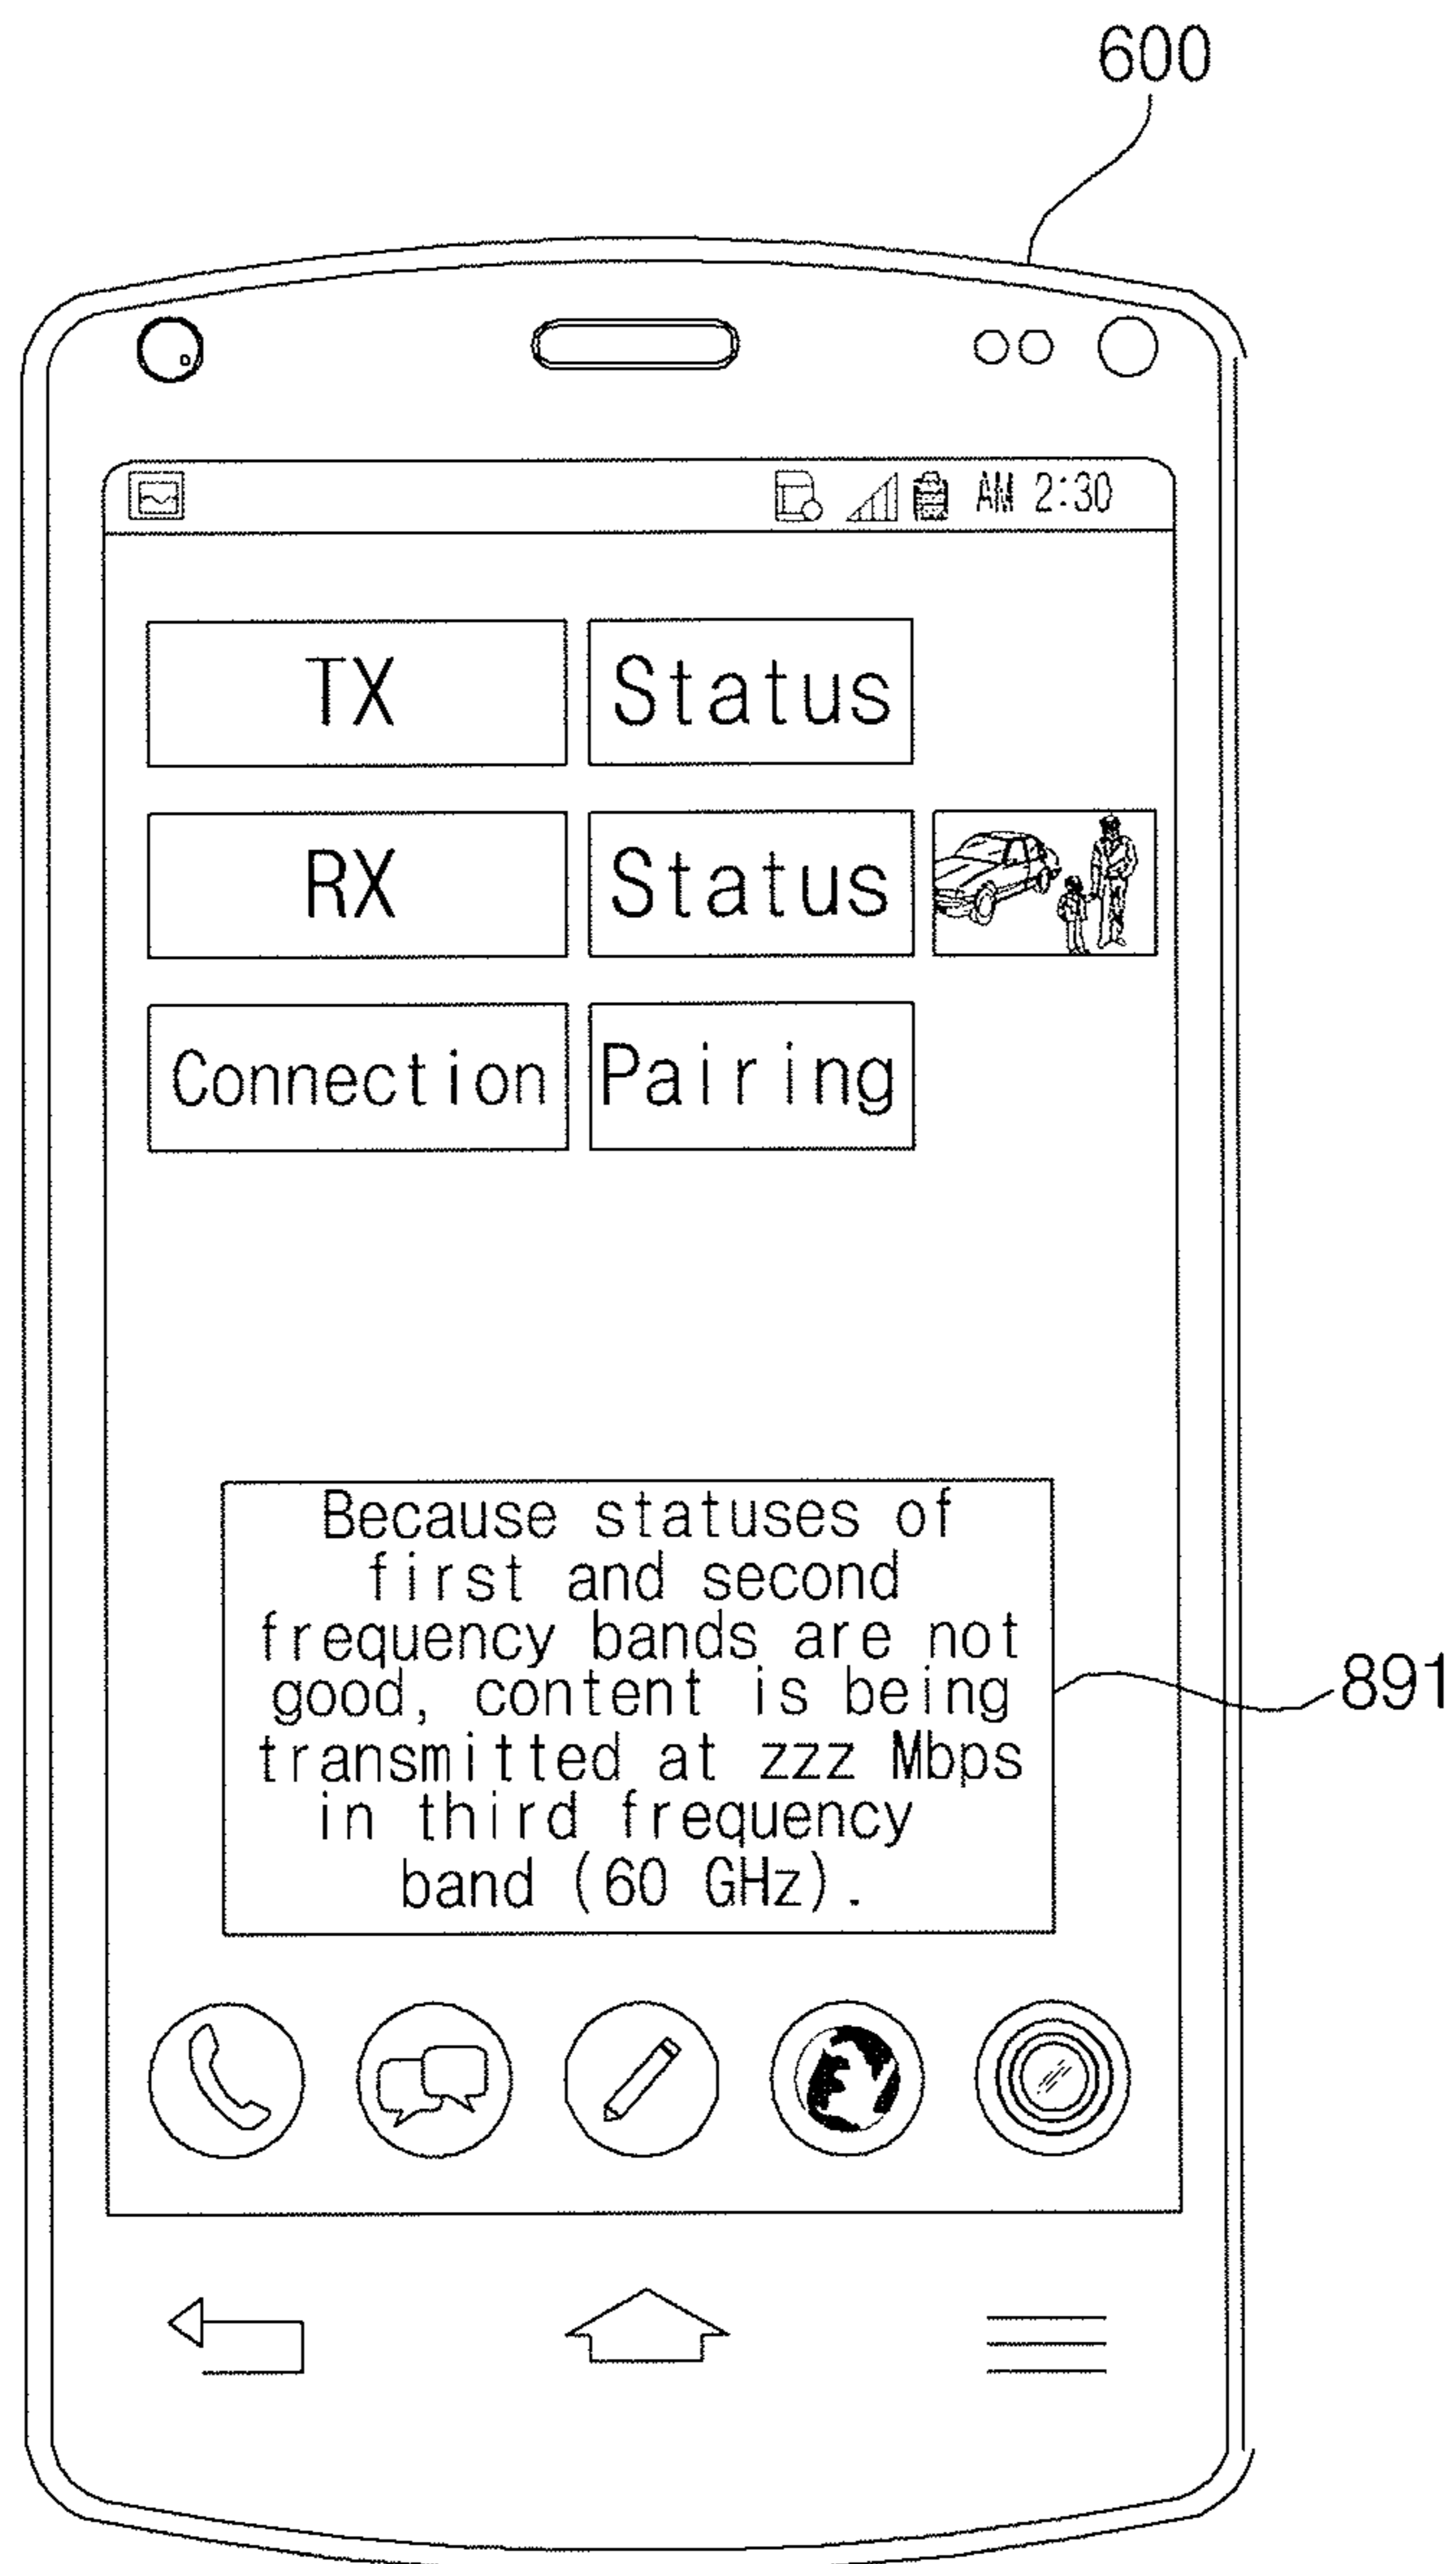 600
AM 2:30
TX Status
RX Status
Connection Pairing
Because statuses of
first and second
frequency bands are not
good, content is being
transmitted at zzz Mbps
in third frequency
band (60 GHz).
891